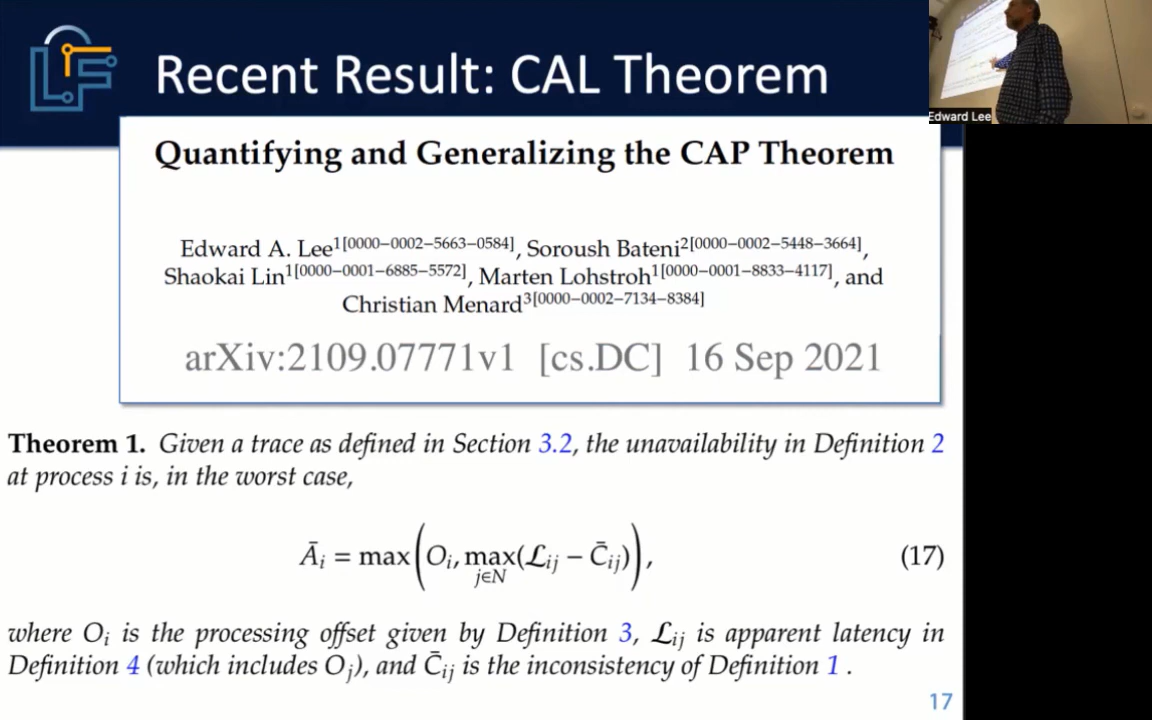 Recent Result: CAL Theorem
Edward Lee
Quantifying and Generalizing the CAP Theorem
Edward A. Lee1[0000−0002−5663−0584], Soroush Bateni2[0000−0002−5448−3664],
Shaokai Lin1[0000−0001−6885−5572], Marten Lohstroh1[0000−0001−8833−4117], and
Christian Menard3[0000−0002−7134−8384]
arXiv:2109.07771v1 [cs.DC] 16 Sep 2021
Theorem 1. Given a trace as defined in Section 3.2, the unavailability in Definition 2
at process i is, in the worst case,
Āᵢ = max(Oᵢ, max(ℒᵢⱼ − C̄ᵢⱼ)), (17)
j∈N
where Oᵢ is the processing offset given by Definition 3, ℒᵢⱼ is apparent latency in
Definition 4 (which includes Oⱼ), and C̄ᵢⱼ is the inconsistency of Definition 1 .
17